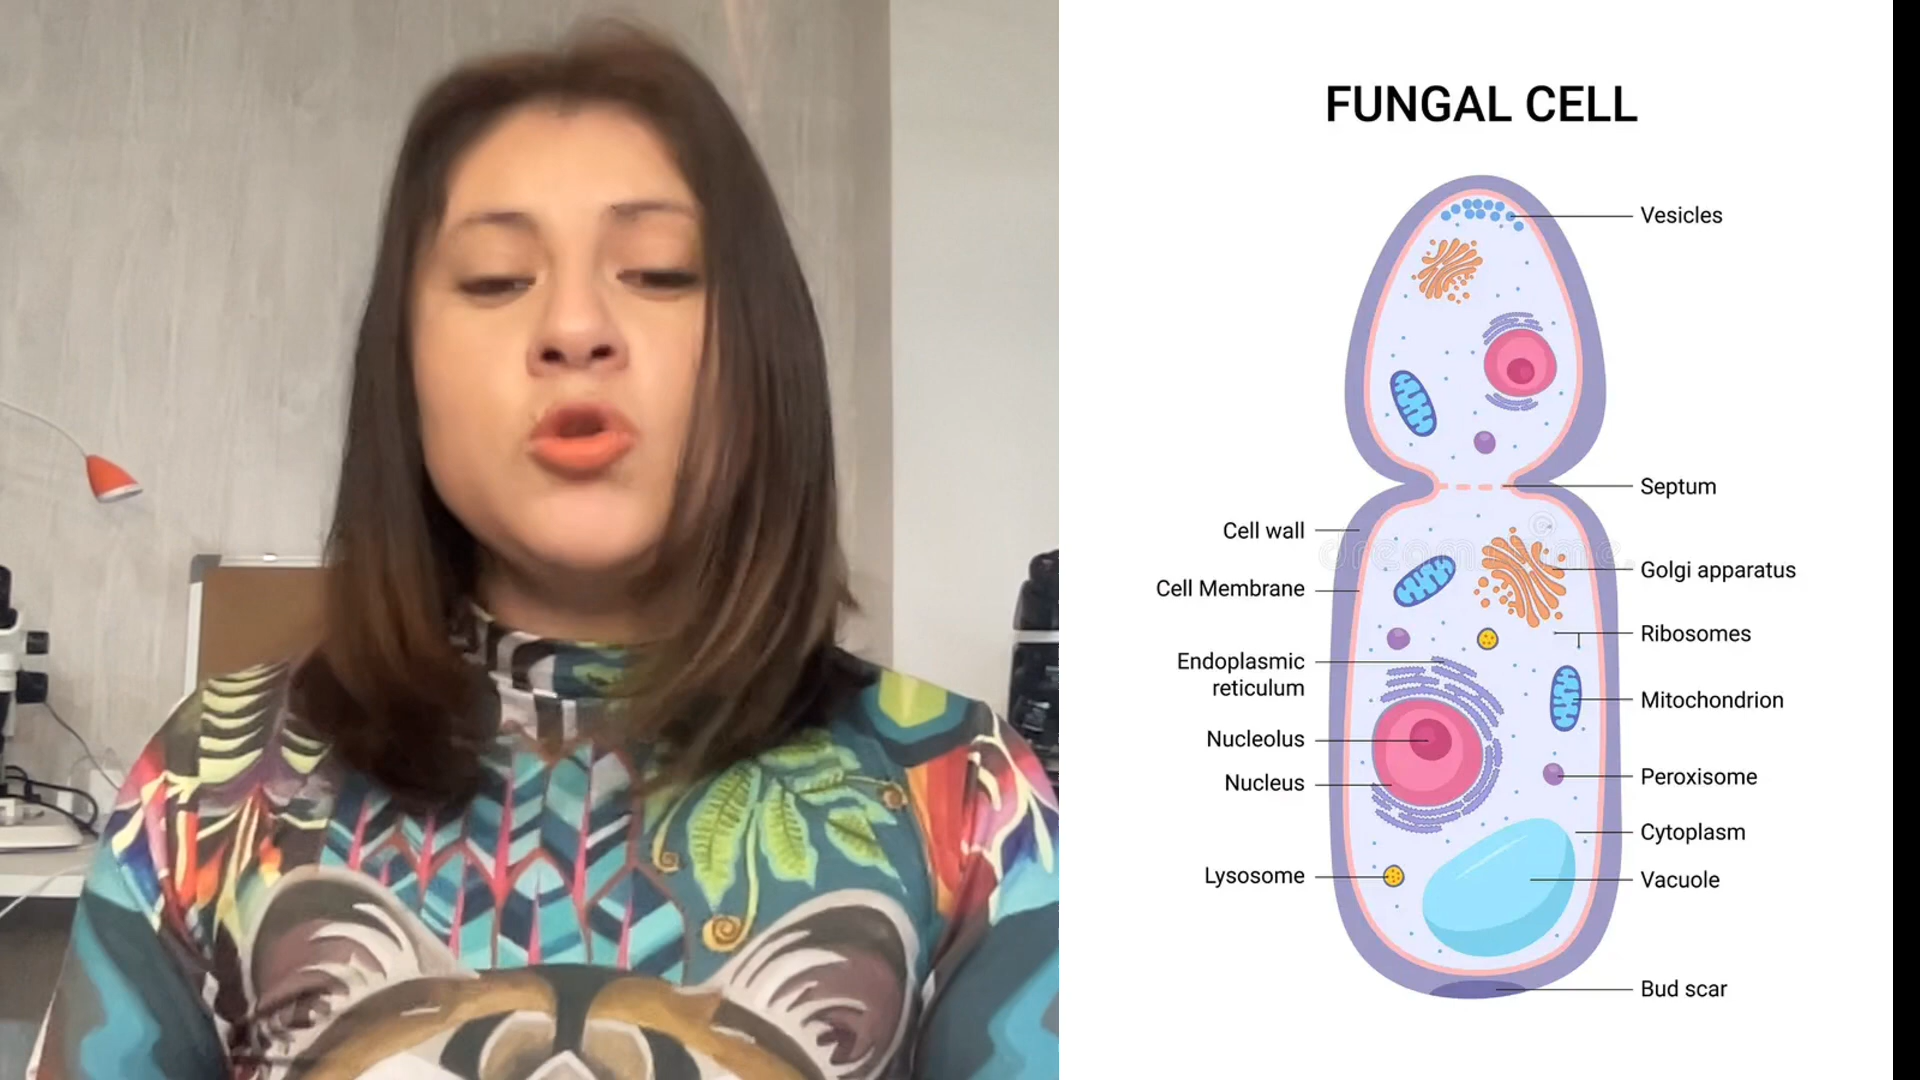 FUNGAL CELL
Vesicles
Septum
Cell wall
dreamstime
Golgi apparatus
Cell Membrane
Ribosomes
Endoplasmic
reticulum
Mitochondrion
Nucleolus
Peroxisome
Nucleus
Cytoplasm
Lysosome
Vacuole
Bud scar